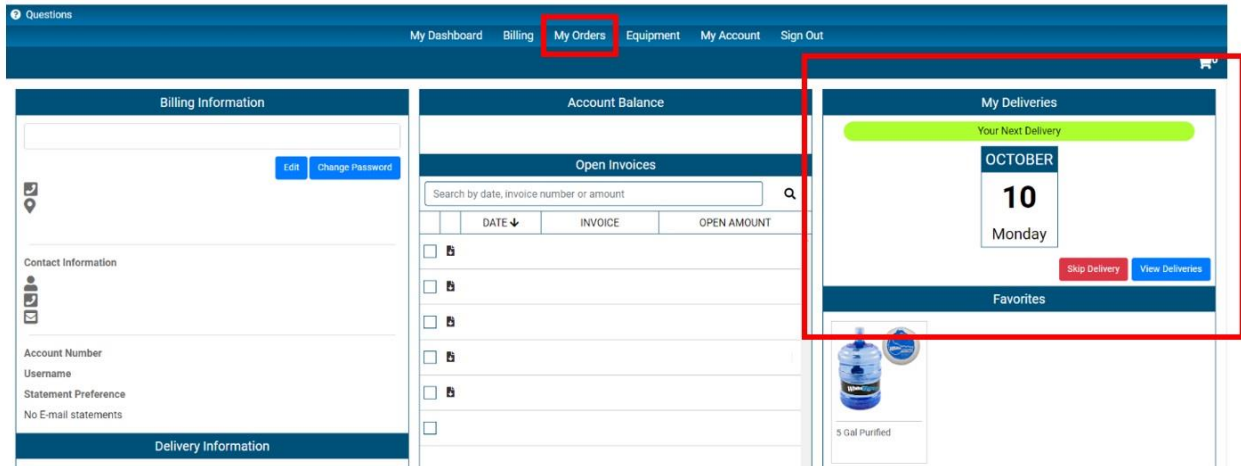 Questions
My Dashboard Billing My Orders Equipment My Account Sign Out
0
Billing Information
Edit Change Password
Contact Information
Account Number
Username
Statement Preference
No E-mail statements
Delivery Information
Account Balance
Open Invoices
Search by date, invoice number or amount
DATE INVOICE OPEN AMOUNT
My Deliveries
Your Next Delivery
OCTOBER
10
Monday
Skip Delivery View Deliveries
Favorites
5 Gal Purified